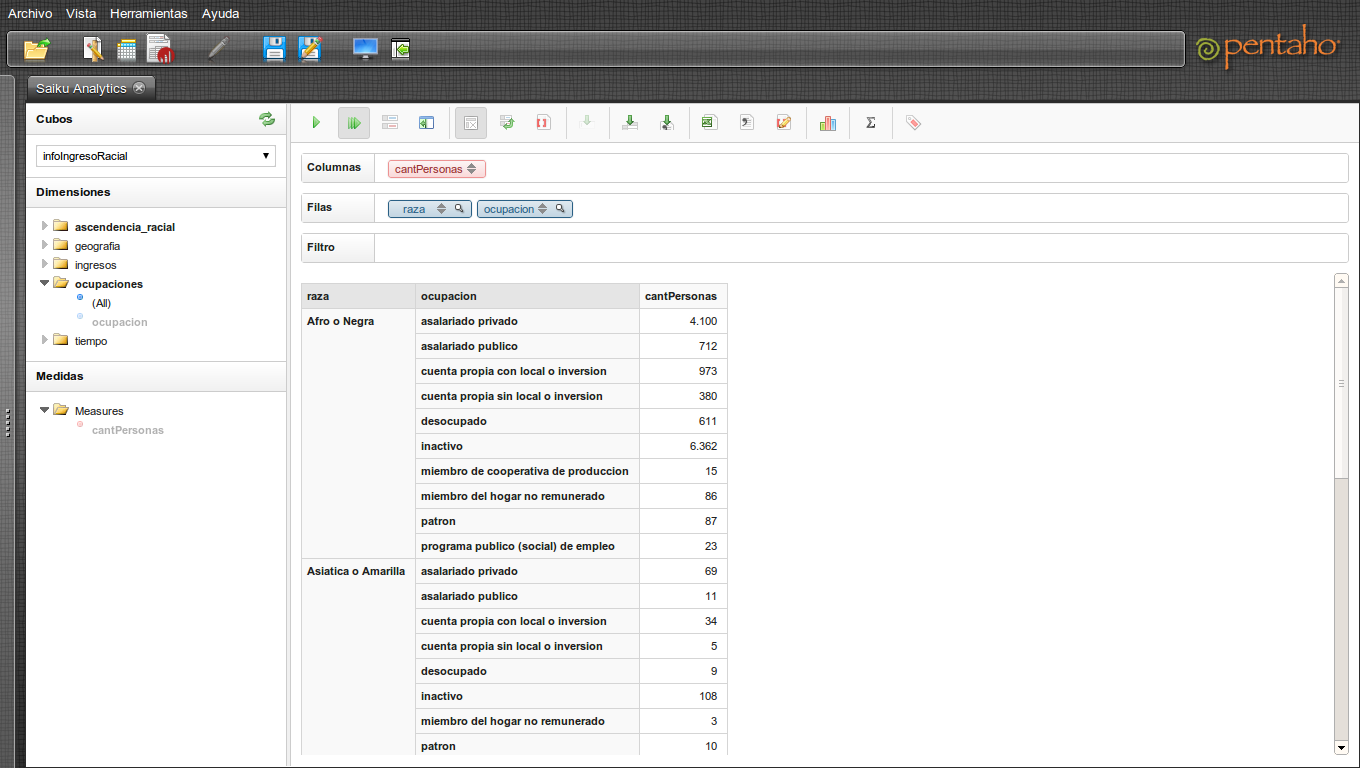 Archivo Vista Herramientas Ayuda
pentaho
Saiku Analytics
Cubos
infoIngresoRacial
Dimensiones
ascendencia_racial
geografia
ingresos
ocupaciones
(All)
ocupacion
tiempo
Medidas
Measures
cantPersonas
Columnas cantPersonas
Filas raza ocupacion
Filtro
raza ocupacion cantPersonas
Afro o Negra asalariado privado 4.100
asalariado publico 712
cuenta propia con local o inversion 973
cuenta propia sin local o inversion 380
desocupado 611
inactivo 6.362
miembro de cooperativa de produccion 15
miembro del hogar no remunerado 86
patron 87
programa publico (social) de empleo 23
Asiatica o Amarilla asalariado privado 69
asalariado publico 11
cuenta propia con local o inversion 34
cuenta propia sin local o inversion 5
desocupado 9
inactivo 108
miembro del hogar no remunerado 3
patron 10